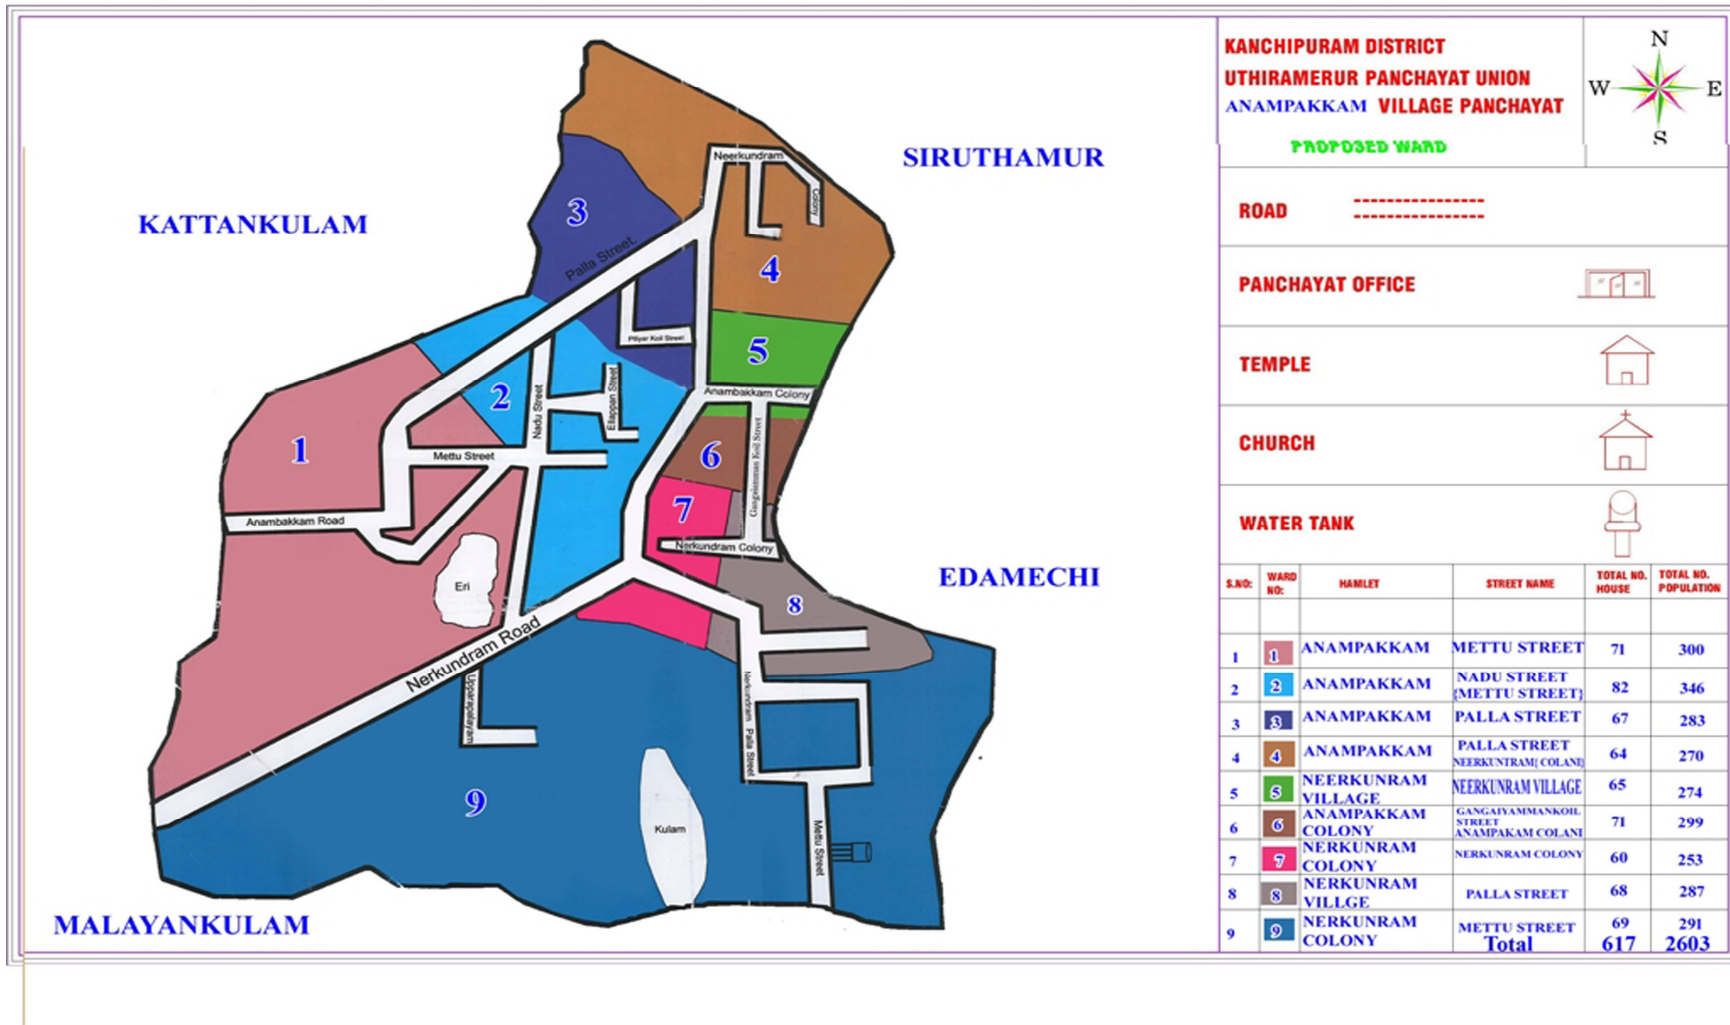 KANCHIPURAM DISTRICT
UTHIRAMERUR PANCHAYAT UNION
ANAMPAKKAM VILLAGE PANCHAYAT
PROPOSED WARD
N
W E
S
ROAD
PANCHAYAT OFFICE
TEMPLE
CHURCH
WATER TANK
SIRUTHAMUR
KATTANKULAM
EDAMECHI
MALAYANKULAM
Neerkundram
Colony
3
Palla Street.
4
Pillyar Koil Street
5
Anambakkam Colony
2
Nadu Street
Ellappan Street
1
Mettu Street
Gangaiamman Koil Street
6
7
Anambakkam Road
Nerkundram Colony
Eri
8
Nerkundram Road
Upparapalayam
Nerkundram Palla Street
9
Kulam
Mettu Street
S.NO: WARD NO: HAMLET STREET NAME TOTAL NO. HOUSE TOTAL NO. POPULATION
1 1 ANAMPAKKAM METTU STREET 71 300
2 2 ANAMPAKKAM NADU STREET (METTU STREET) 82 346
3 3 ANAMPAKKAM PALLA STREET 67 283
4 4 ANAMPAKKAM PALLA STREET NEERKUNTRAM( COLANI) 64 270
5 5 NEERKUNRAM VILLAGE NEERKUNRAM VILLAGE 65 274
6 6 ANAMPAKKAM COLONY GANGAIYAMMANKOIL STREET ANAMPAKAM COLANI 71 299
7 7 NERKUNRAM COLONY NERKUNRAM COLONY 60 253
8 8 NERKUNRAM VILLGE PALLA STREET 68 287
9 9 NERKUNRAM COLONY METTU STREET 69 291
Total 617 2603